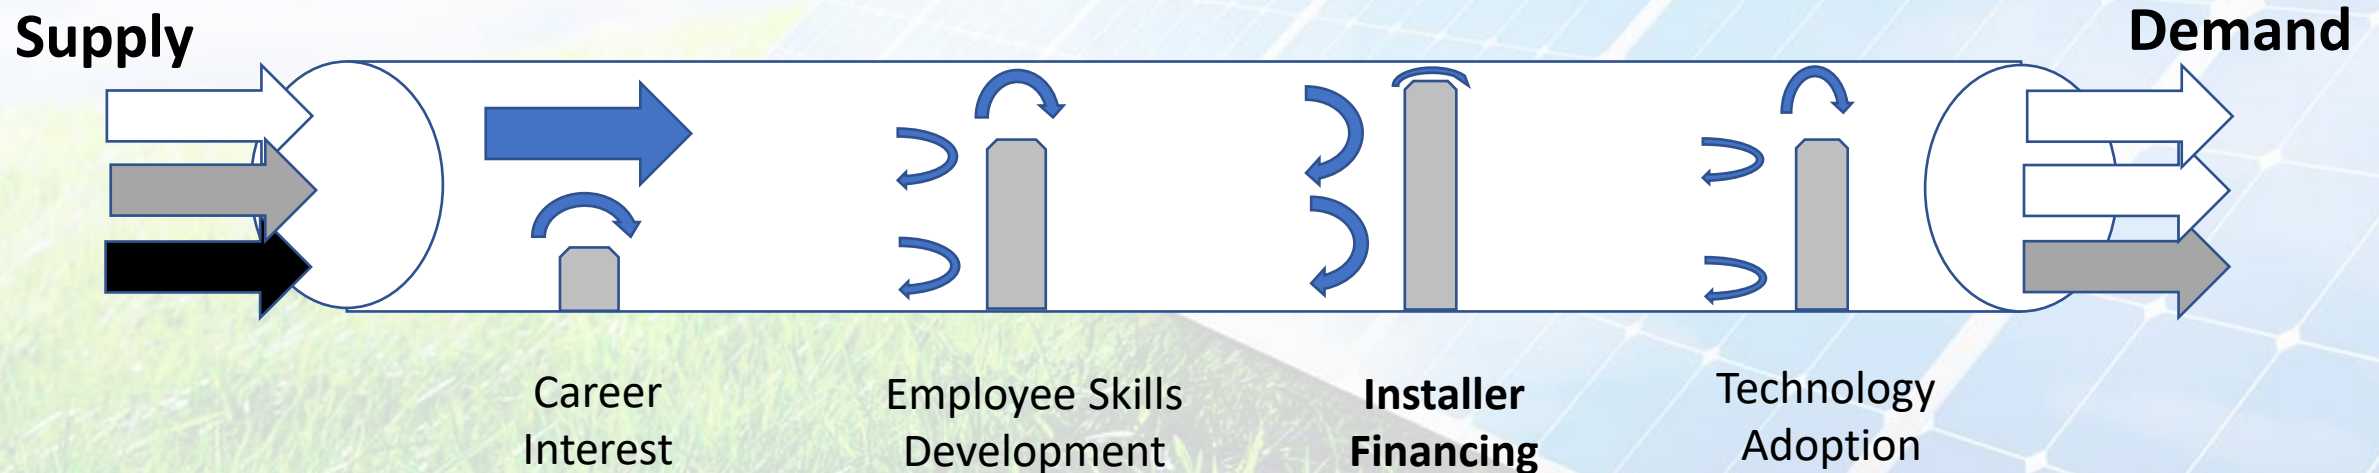 Supply
Demand
Career
Interest
Employee Skills
Development
Installer
Financing
Technology
Adoption